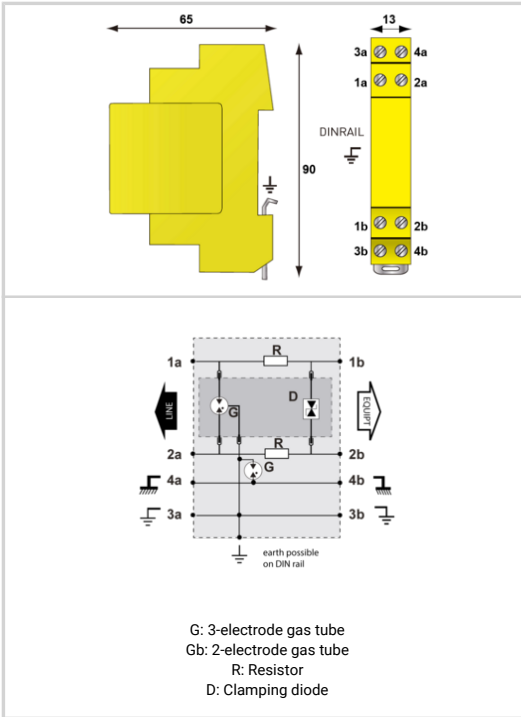 65
13
3a 4a
1a 2a
DINRAIL
90
1b 2b
3b 4b
R
1a 1b
D
LINE G EQUIPT
R
2a 2b
G
4a 4b
3a 3b
earth possible
on DIN rail
G: 3-electrode gas tube
Gb: 2-electrode gas tube
R: Resistor
D: Clamping diode